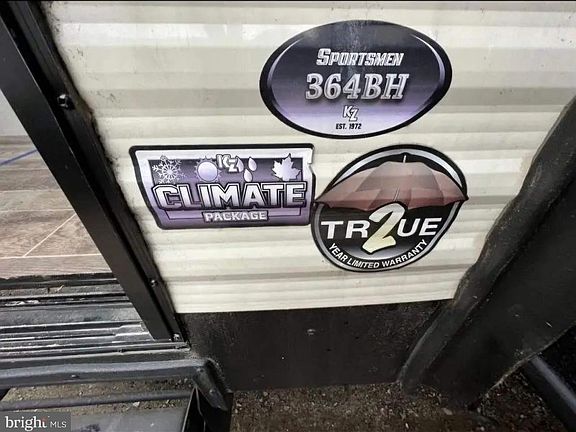 SPORTSMEN
364BH
KZ
EST. 1972
KZ
CLIMATE
PACKAGE
TR2UE
YEAR LIMITED WARRANTY
bright MLS